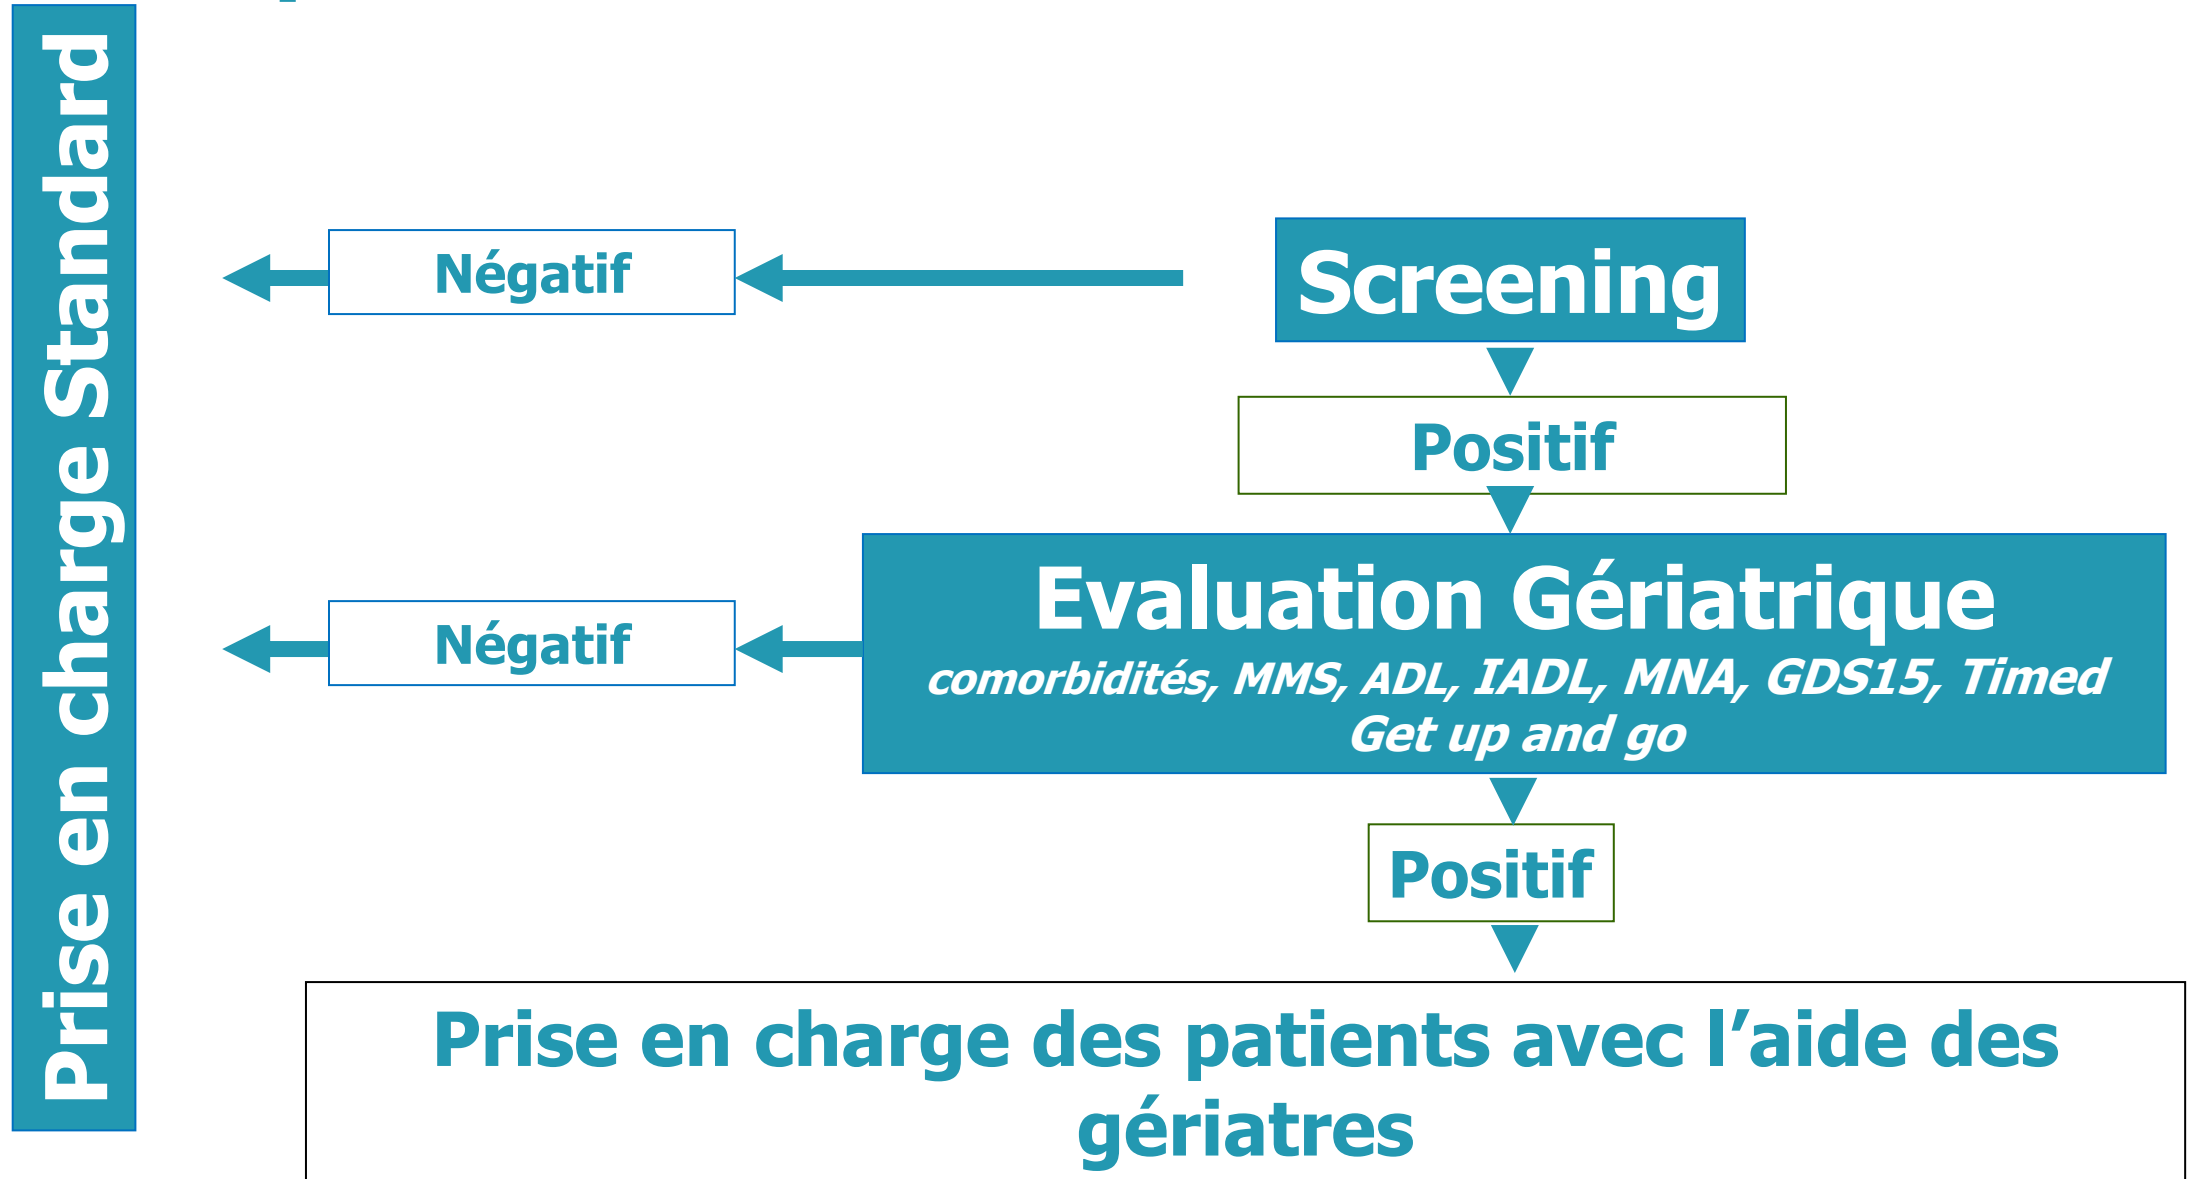 Prise en charge Standard
Négatif
Screening
Positif
Evaluation Gériatrique
Négatif
comorbidités, MMS, ADL, IADL, MNA, GDS15, Timed
Get up and go
Positif
Prise en charge des patients avec l’aide des
gériatres